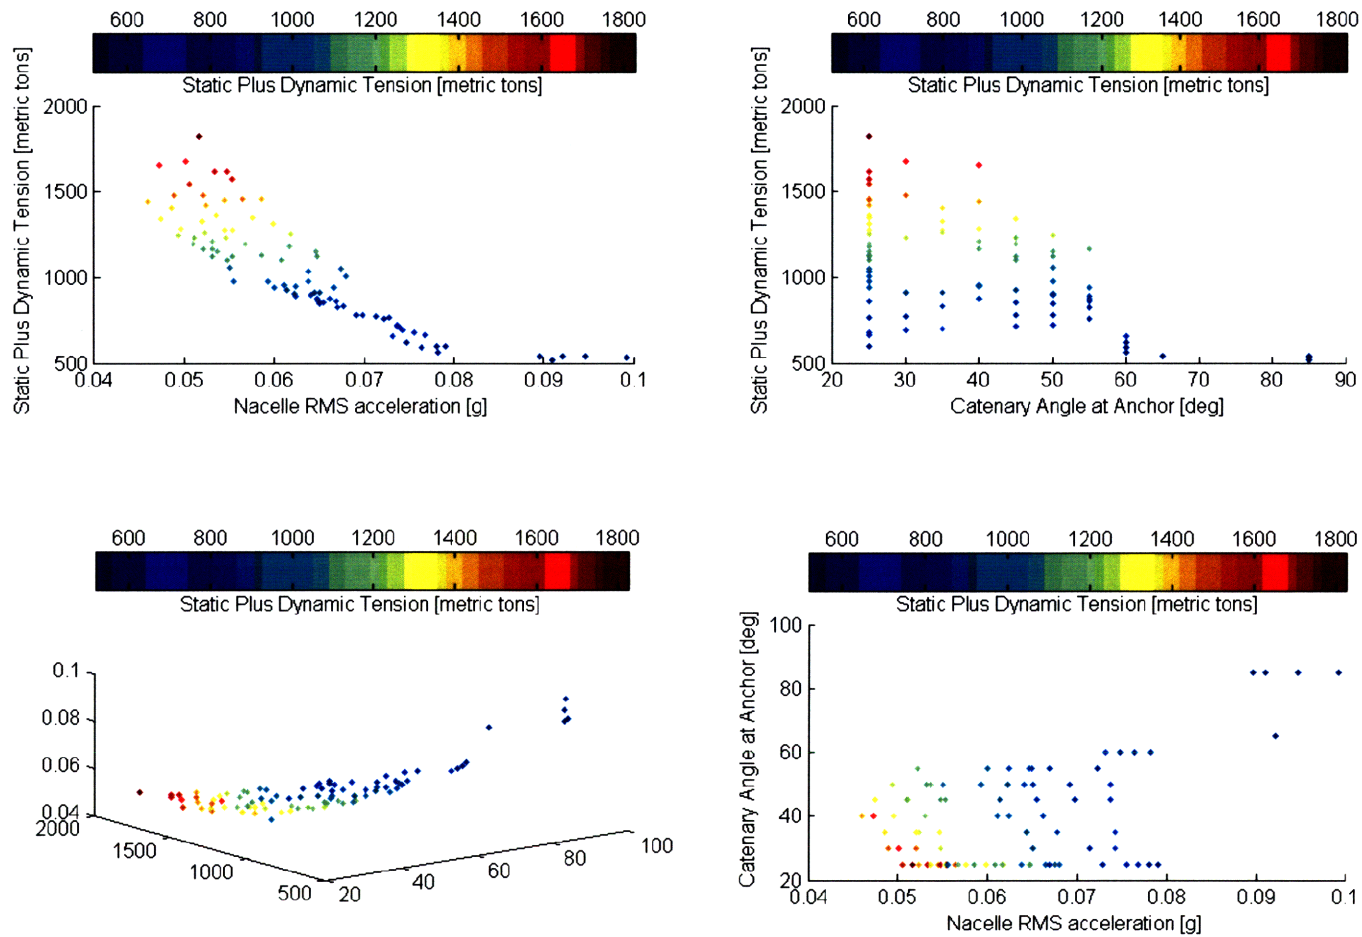 600 800 1000 1200 1400 1600 1800
Static Plus Dynamic Tension [metric tons]
Static Plus Dynamic Tension [metric tons]
2000
1500
1000
500
0.04 0.05 0.06 0.07 0.08 0.09 0.1
Nacelle RMS acceleration [g]
600 800 1000 1200 1400 1600 1800
Static Plus Dynamic Tension [metric tons]
Static Plus Dynamic Tension [metric tons]
2000
1500
1000
500
20 30 40 50 60 70 80 90
Catenary Angle at Anchor [deg]
600 800 1000 1200 1400 1600 1800
Static Plus Dynamic Tension [metric tons]
0.1
0.08
0.06
0.04
2000
1500
1000
500
20
40
60
80
100
600 800 1000 1200 1400 1600 1800
Static Plus Dynamic Tension [metric tons]
Catenary Angle at Anchor [deg]
100
80
60
40
20
0.04 0.05 0.06 0.07 0.08 0.09 0.1
Nacelle RMS acceleration [g]